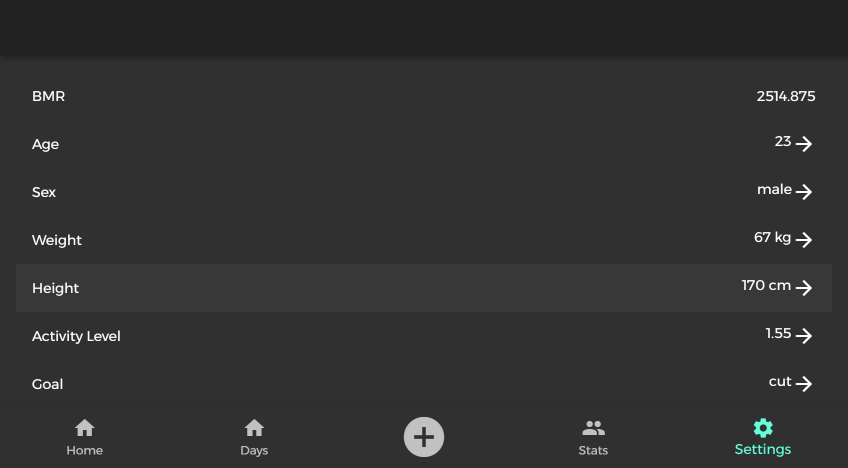 BMR 2514.875
Age 23
Sex male
Weight 67 kg
Height 170 cm
Activity Level 1.55
Goal cut
Home Days Stats Settings